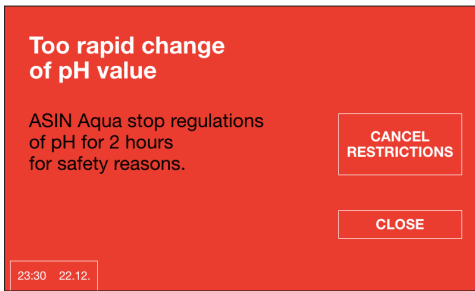 Too rapid change
of pH value
ASIN Aqua stop regulations
of pH for 2 hours
for safety reasons.
CANCEL
RESTRICTIONS
CLOSE
23:30 22.12.